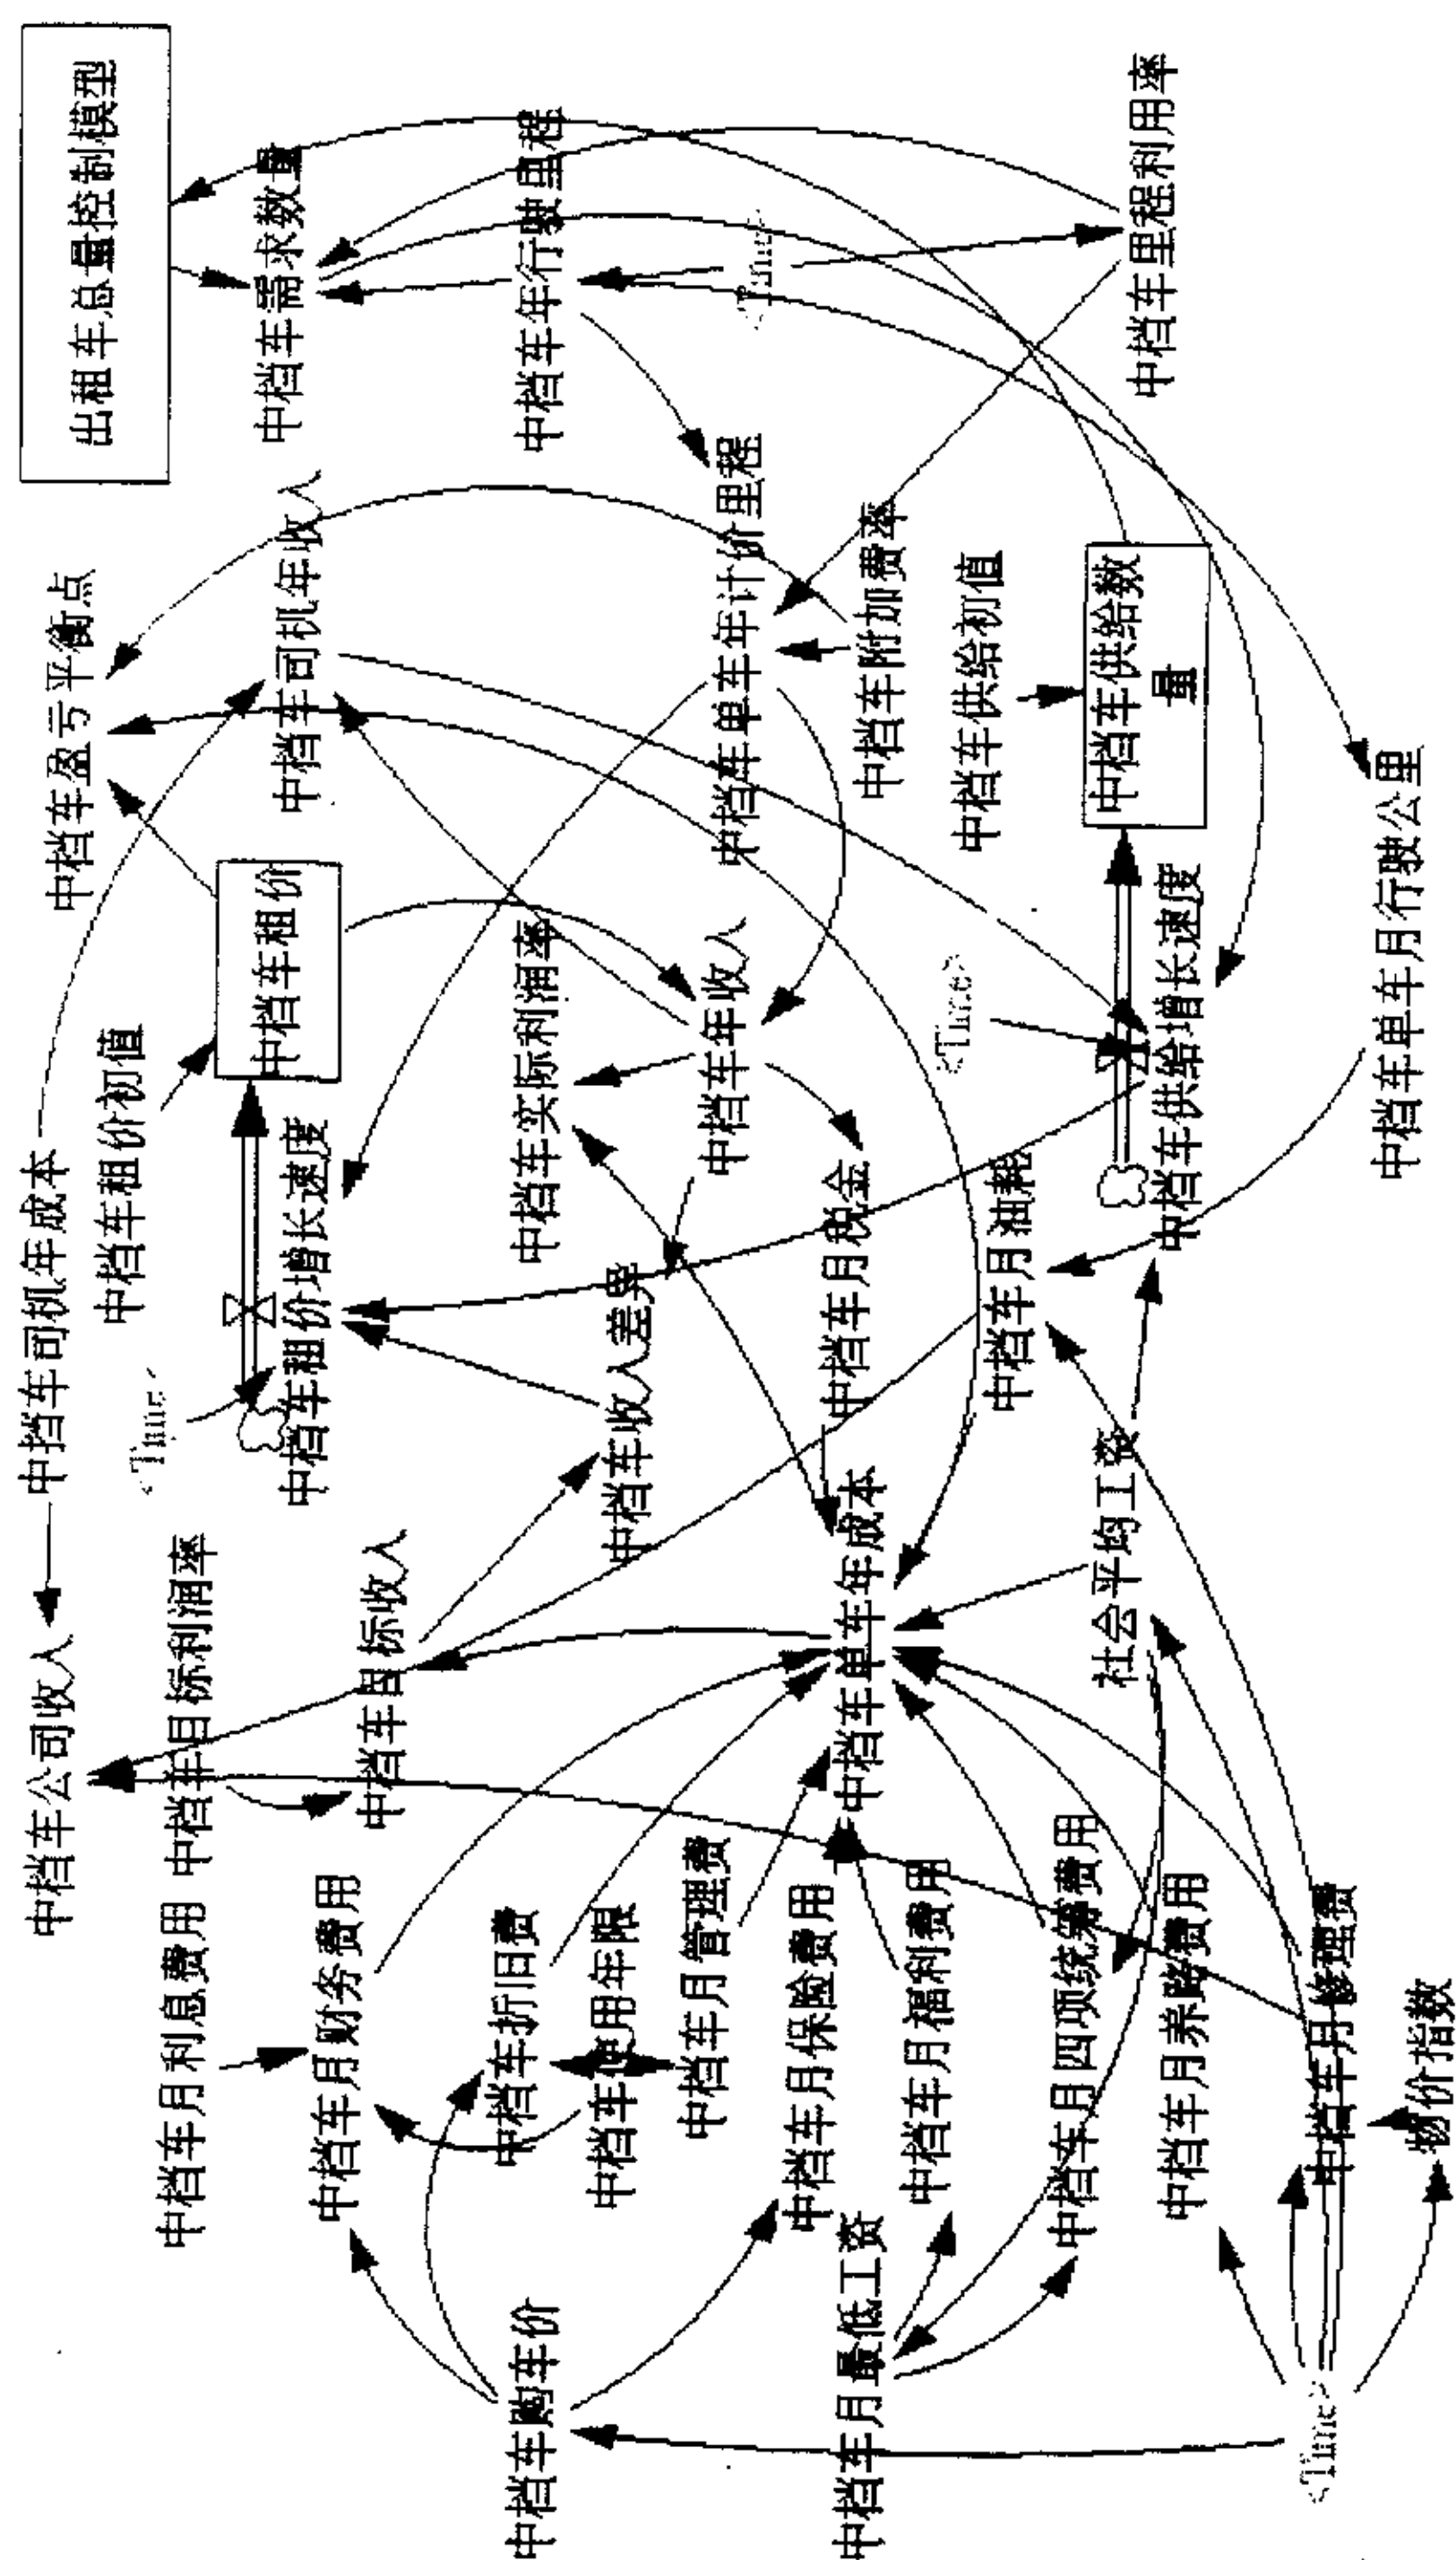 中档车公司收入
中挡车司机年成本
中档车盈亏平衡点
出租车总量控制模型
中档车租价初值
<Time>
中档车月利息费用
中档车目标利润率
中档车租价
中档车租价增长速度
中档车司机年收入
中档车需求数量
中档车月财务费用
中档车目标收入
中档车折旧费
中档车购车价
中档车实际利润率
中档车年行驶里程
中档车使用年限
中档车收入差异
中档车月管理费
中档车年收入
中档车单车年计价里程
<Time>
中档车月保险费用
中档车月最低工资
中档车单车年成本
中档车月税金
中档车附加费率
中档车月福利费用
<Time>
中档车供给初值
中档车月油耗
中档车月四项统筹费用
社会平均工资
中档车供给数
量
中档车供给增长速度
中档车里程利用率
中档车月养路费用
中档车月修理费
<Time>
物价指数
中档车单车月行驶公里